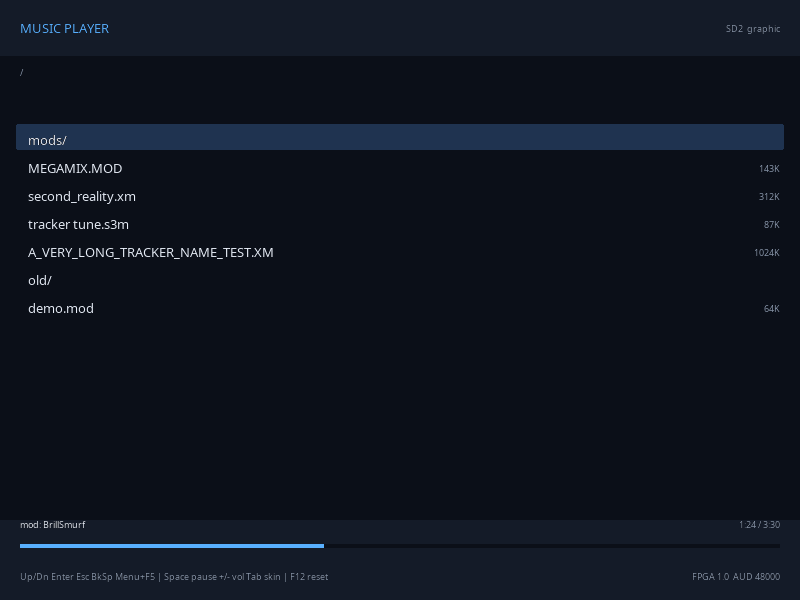 MUSIC PLAYER SD2 graphic
/
mods/
MEGAMIX.MOD 143K
second_reality.xm 312K
tracker tune.s3m 87K
A_VERY_LONG_TRACKER_NAME_TEST.XM 1024K
old/
demo.mod 64K
mod: BrillSmurf 1:24 / 3:30
Up/Dn Enter Esc BkSp Menu+F5 | Space pause +/- vol Tab skin | F12 reset FPGA 1.0 AUD 48000